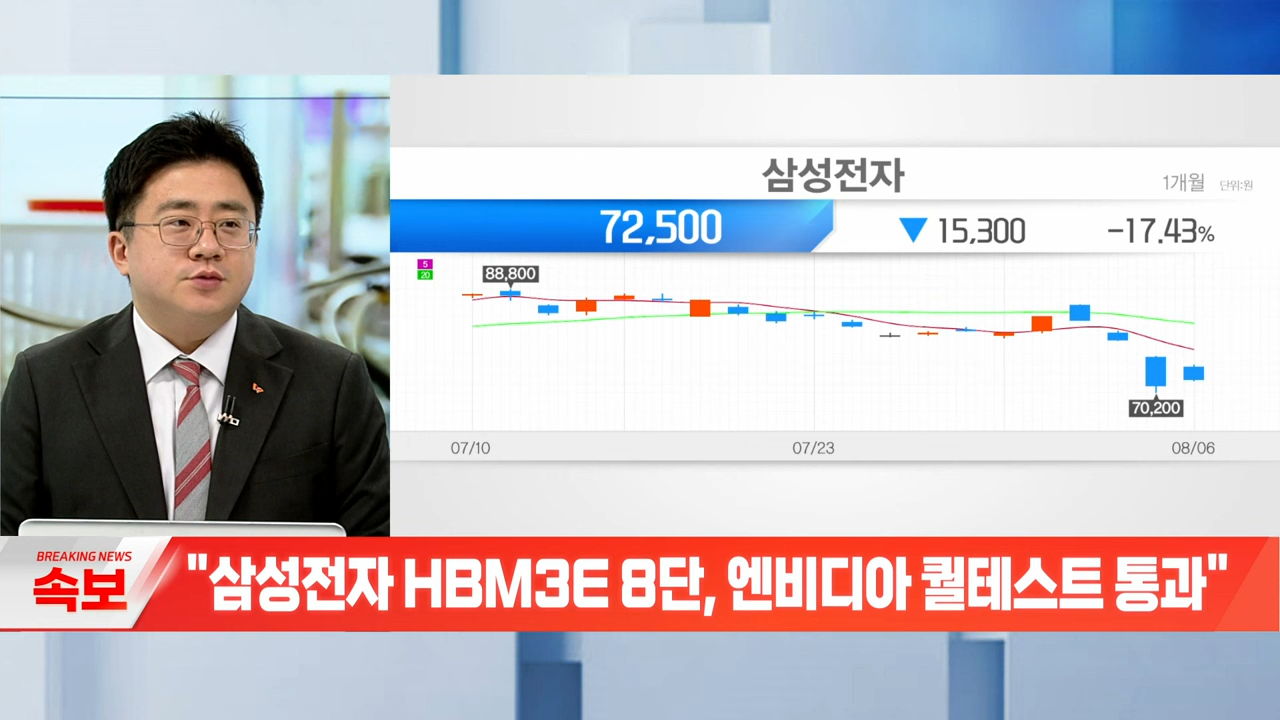 삼성전자
1개월 단위:원
72,500 ▼ 15,300 -17.43%
5
20
88,800
70,200
07/10 07/23 08/06
BREAKING NEWS
속보
"삼성전자 HBM3E 8단, 엔비디아 퀄테스트 통과"